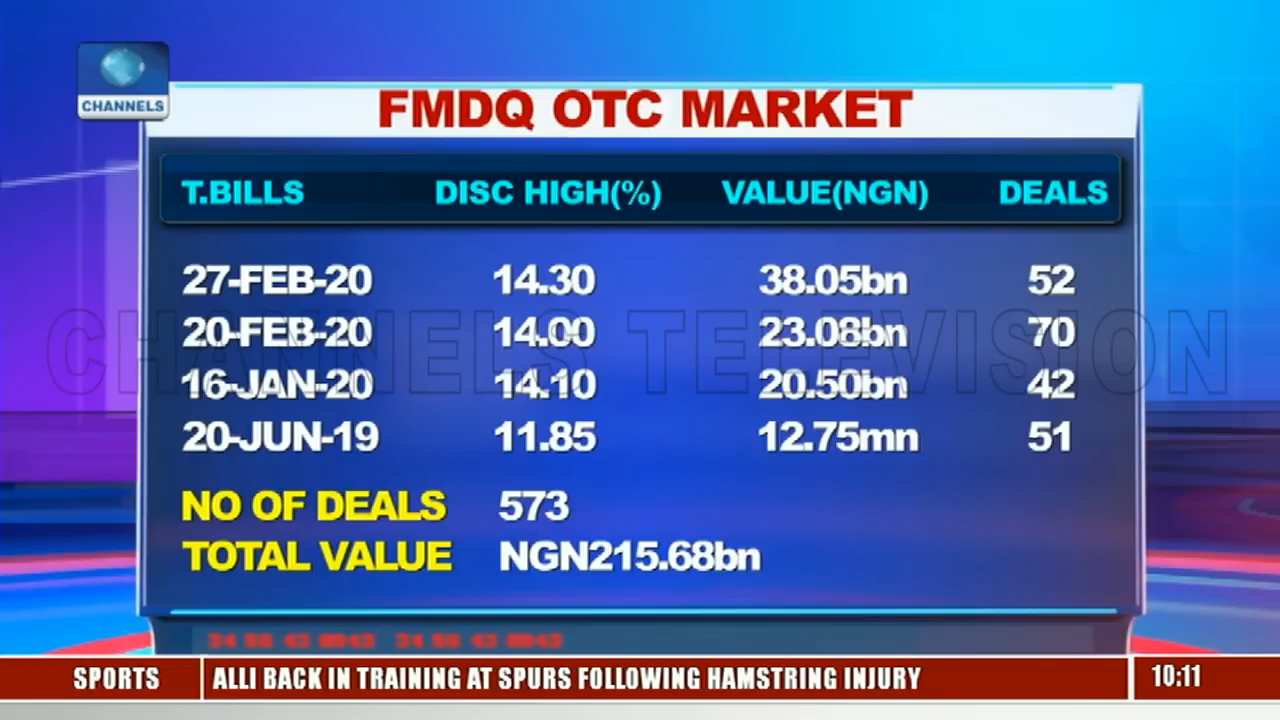 CHANNELS
FMDQ OTC MARKET
T.BILLS DISC HIGH(%) VALUE(NGN) DEALS
27-FEB-20 14.30 38.05bn 52
20-FEB-20 14.00 23.08bn 70
CHANNELS TELEVISION
16-JAN-20 14.10 20.50bn 42
20-JUN-19 11.85 12.75mn 51
NO OF DEALS 573
TOTAL VALUE NGN215.68bn
SPORTS ALLI BACK IN TRAINING AT SPURS FOLLOWING HAMSTRING INJURY 10:11